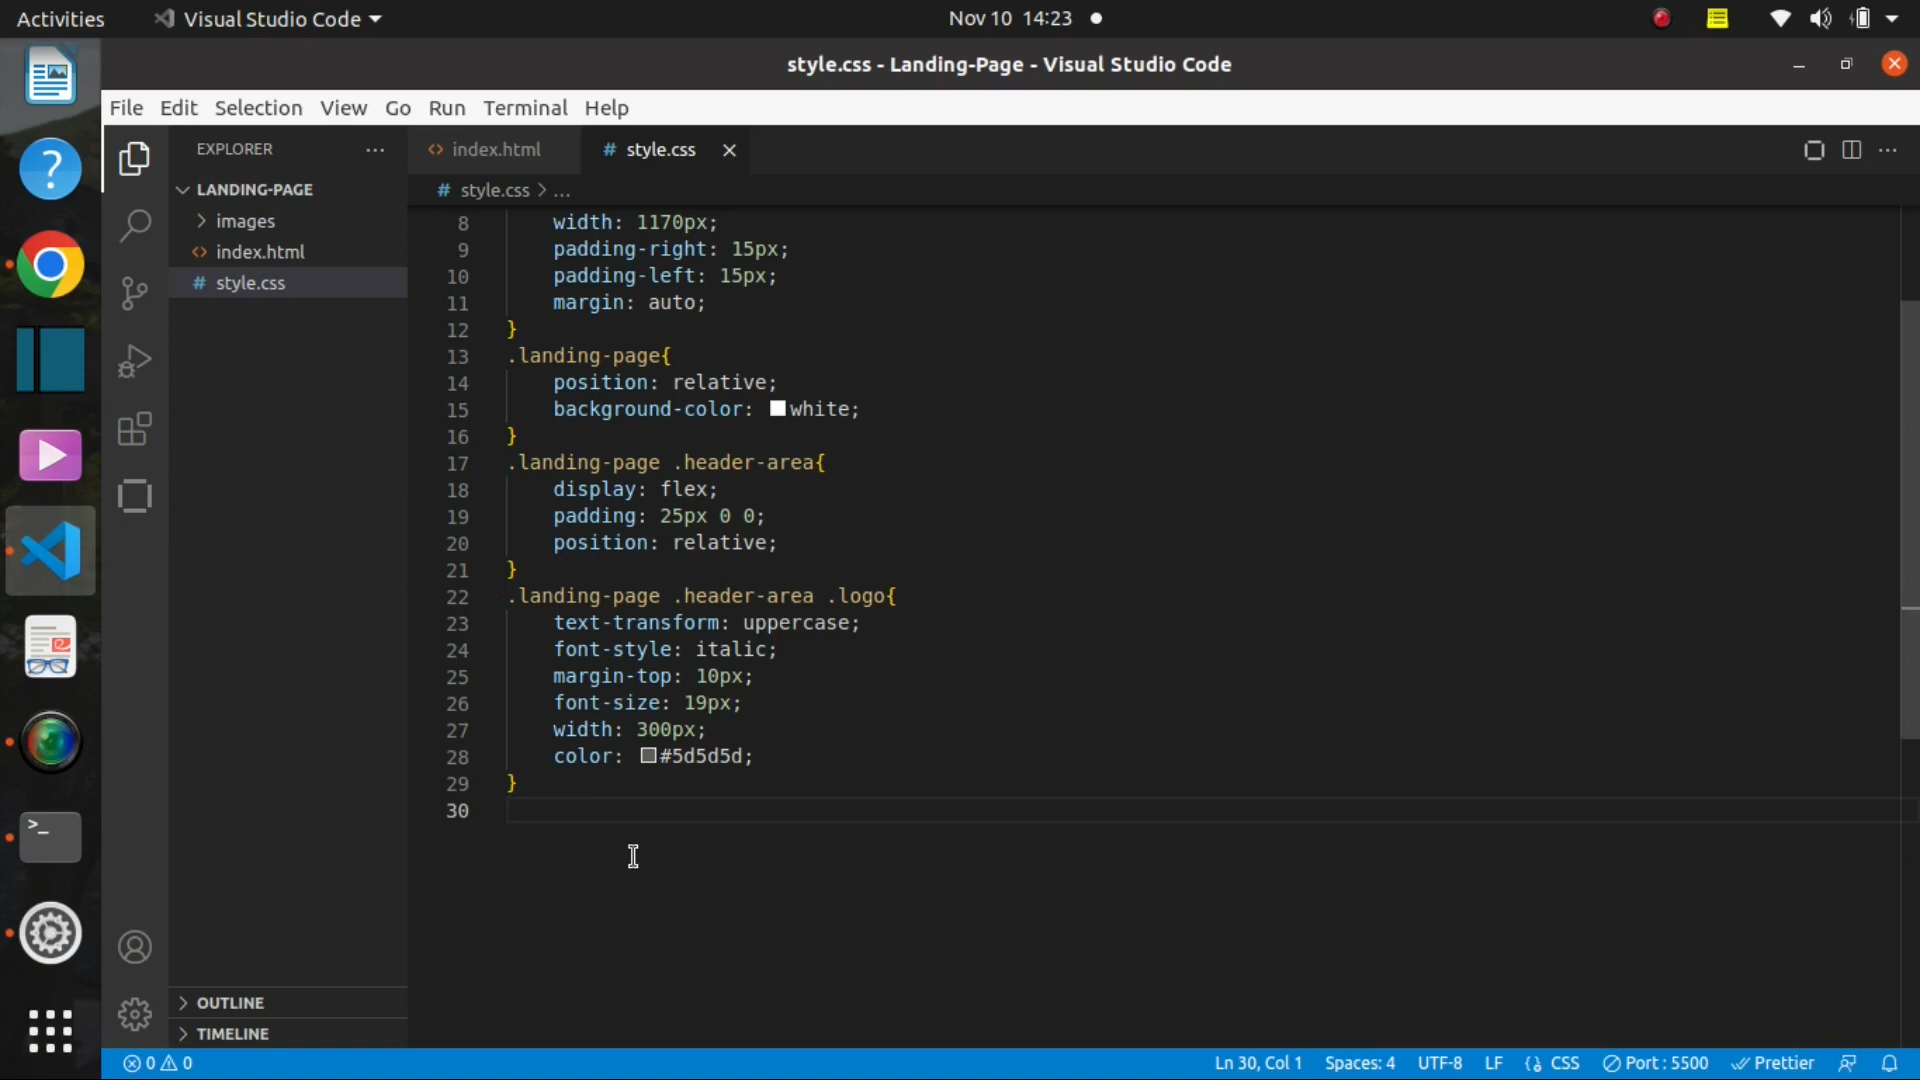 Activities
Visual Studio Code
Nov 10 14:23
style.css - Landing-Page - Visual Studio Code
File Edit Selection View Go Run Terminal Help
EXPLORER
LANDING-PAGE
images
index.html
style.css
OUTLINE
TIMELINE
index.html
# style.css
# style.css > ...
8 width: 1170px;
9 padding-right: 15px;
10 padding-left: 15px;
11 margin: auto;
12 }
13 .landing-page{
14 position: relative;
15 background-color: white;
16 }
17 .landing-page .header-area{
18 display: flex;
19 padding: 25px 0 0;
20 position: relative;
21 }
22 .landing-page .header-area .logo{
23 text-transform: uppercase;
24 font-style: italic;
25 margin-top: 10px;
26 font-size: 19px;
27 width: 300px;
28 color: #5d5d5d;
29 }
30
0 0
Ln 30, Col 1 Spaces: 4 UTF-8 LF {} CSS Port : 5500 Prettier